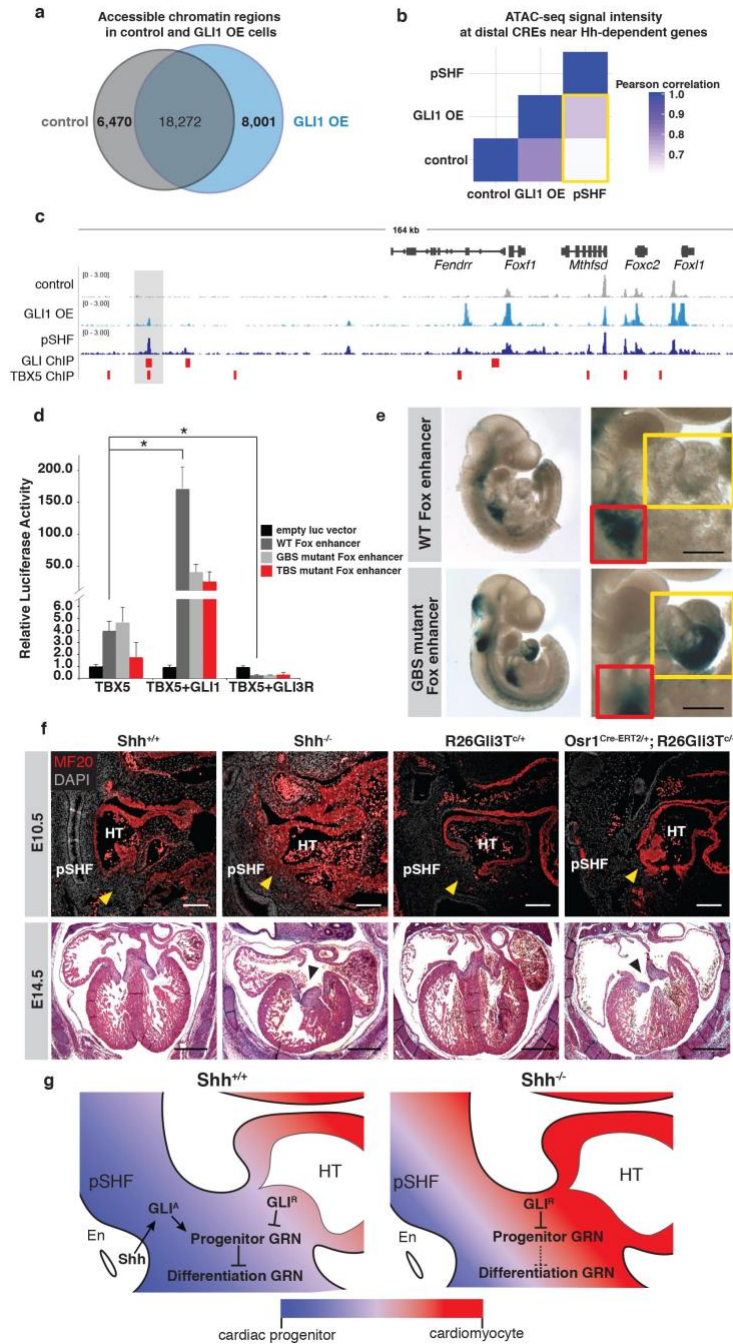 a
Accessible chromatin regions
in control and GLI1 OE cells
control
6,470
18,272
8,001
GLI1 OE
b
ATAC-seq signal intensity
at distal CREs near Hh-dependent genes
pSHF
GLI1 OE
control
control GLI1 OE pSHF
Pearson correlation
1.0
0.9
0.8
0.7
c
164 kb
Fendrr Foxf1 Mthfsd Foxc2 Foxl1
control [0 - 3.00]
GLI1 OE [0 - 3.00]
pSHF [0 - 3.00]
GLI ChIP
TBX5 ChIP
d
Relative Luciferase Activity
200.0
150.0
100.0
50.0
6.0
5.0
4.0
3.0
2.0
1.0
0.0
* *
empty luc vector
WT Fox enhancer
GBS mutant Fox enhancer
TBS mutant Fox enhancer
TBX5 TBX5+GLI1 TBX5+GLI3R
e
WT Fox enhancer
GBS mutant
Fox enhancer
f
Shh+/+ Shh-/- R26Gli3Tc/+ Osr1Cre-ERT2/+; R26Gli3Tc/
MF20
DAPI
E10.5
HT HT HT HT
pSHF pSHF pSHF pSHF
E14.5
g
Shh+/+ Shh-/-
pSHF
HT
GLIA
GLIR
En
Shh
Progenitor GRN
Differentiation GRN
pSHF
HT
GLIR
En
Progenitor GRN
Differentiation GRN
cardiac progenitor cardiomyocyte